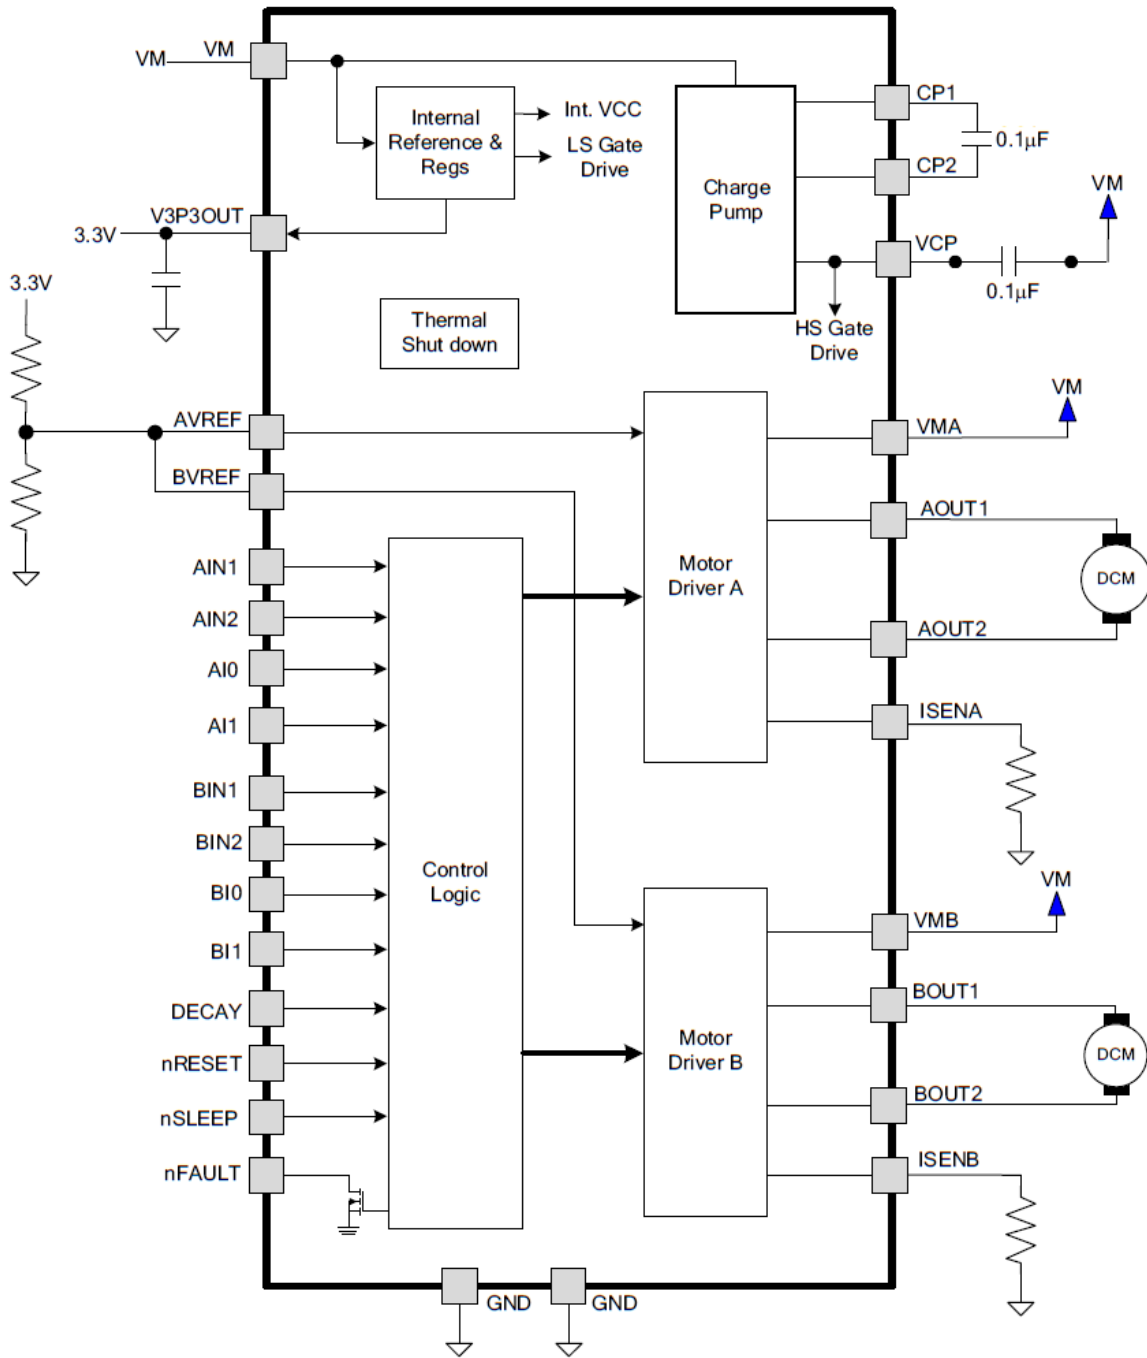 VM
VM
Internal
Reference &
Regs
Int. VCC
LS Gate
Drive
Charge
Pump
CP1
0.1μF
CP2
VM
V3P3OUT
3.3V
VCP
0.1μF
HS Gate
Drive
3.3V
Thermal
Shut down
AVREF
BVREF
VM
VMA
AOUT1
Motor
Driver A
DCM
AOUT2
ISENA
AIN1
AIN2
AI0
AI1
BIN1
BIN2
BI0
BI1
DECAY
nRESET
nSLEEP
nFAULT
Control
Logic
VM
VMB
BOUT1
Motor
Driver B
DCM
BOUT2
ISENB
GND
GND